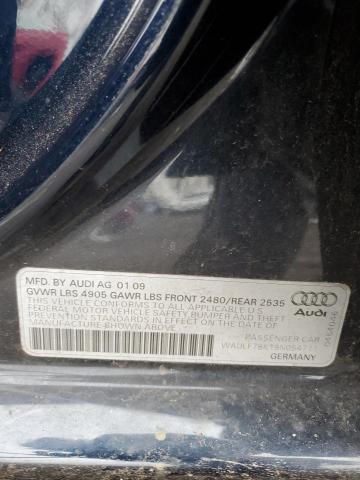 MFD. BY AUDI AG 01 09
GVWR LBS 4905 GAWR LBS FRONT 2480/REAR 2535
THIS VEHICLE CONFORMS TO ALL APPLICABLE U.S.
FEDERAL MOTOR VEHICLE SAFETY, BUMPER AND THEFT
PREVENTION STANDARDS IN EFFECT ON THE DATE OF
MANUFACTURE SHOWN ABOVE
Audi
PASSENGER CAR
GERMANY